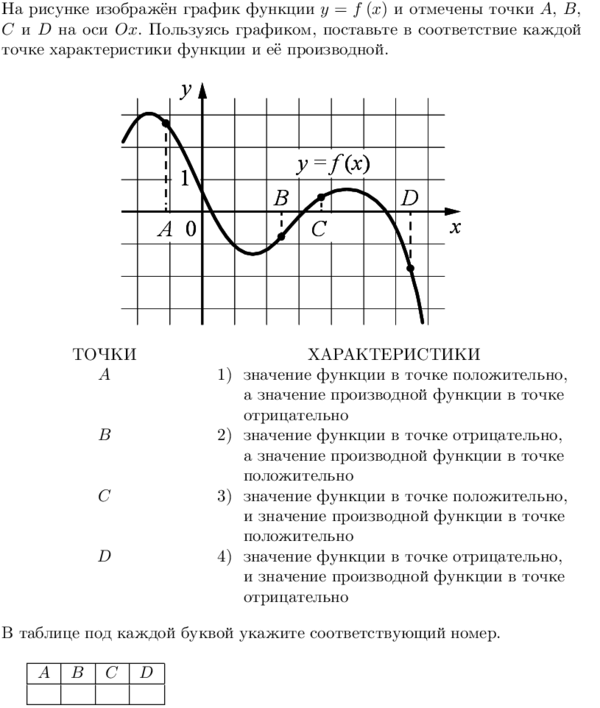 На рисунке изображён график функции y = f (x) и отмечены точки A, B,
C и D на оси Ox. Пользуясь графиком, поставьте в соответствие каждой
точке характеристики функции и её производной.
y
y = f(x)
1
B
D
A
0
C
x
ТОЧКИ
ХАРАКТЕРИСТИКИ
A
1) значение функции в точке положительно,
а значение производной функции в точке
отрицательно
B
2) значение функции в точке отрицательно,
а значение производной функции в точке
положительно
C
3) значение функции в точке положительно,
и значение производной функции в точке
положительно
D
4) значение функции в точке отрицательно,
и значение производной функции в точке
отрицательно
В таблице под каждой буквой укажите соответствующий номер.
A B C D